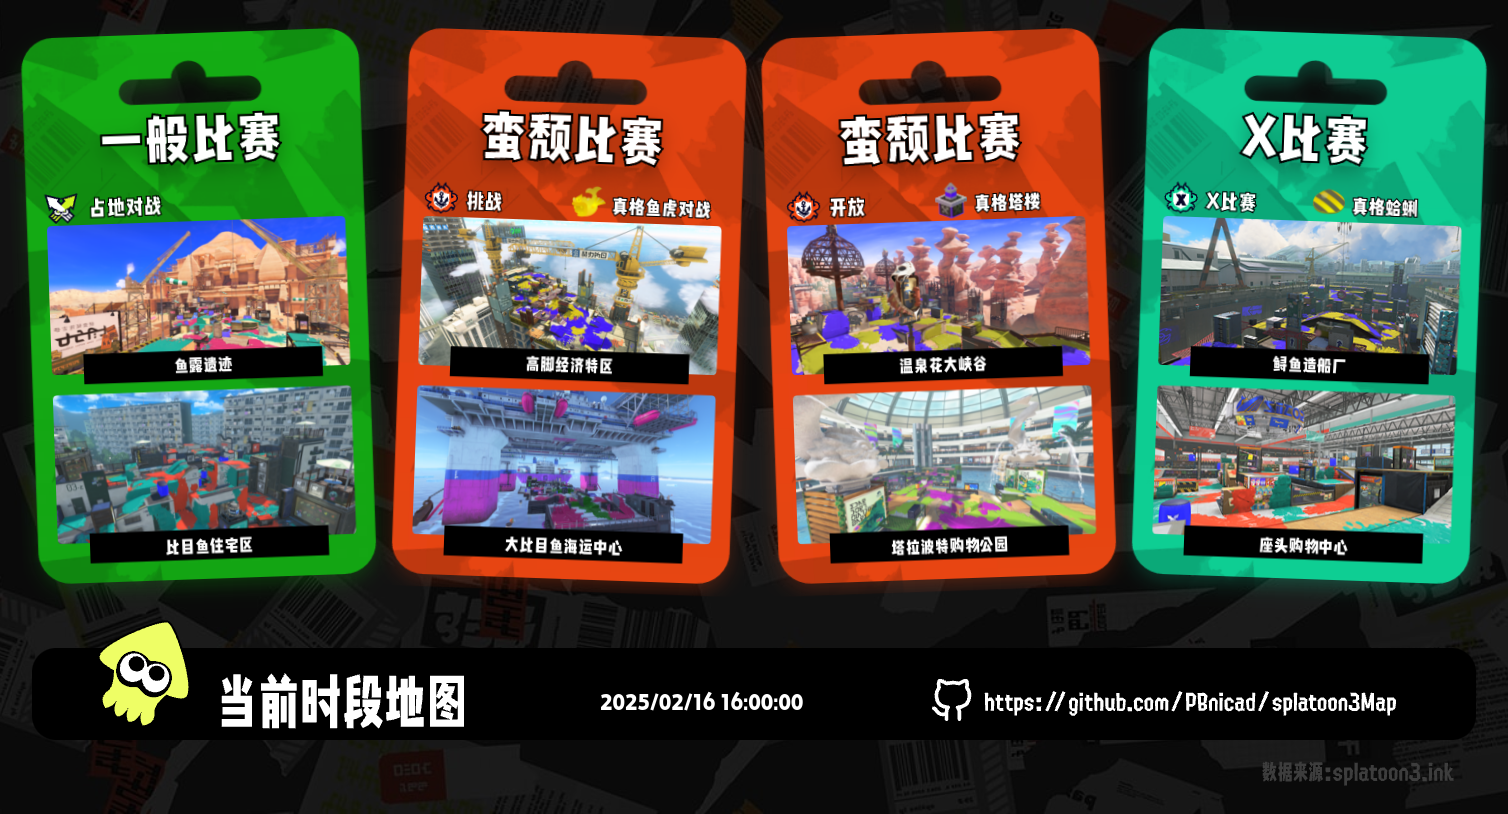 一般比赛
占地对战
鱼露遗迹
比目鱼住宅区
蛮颓比赛
挑战
真格鱼虎对战
高脚经济特区
大比目鱼海运中心
蛮颓比赛
开放
真格塔楼
温泉花大峡谷
塔拉波特购物公园
X比赛
X比赛
真格蛤蜊
鲟鱼造船厂
座头购物中心
当前时段地图
2025/02/16 16:00:00
https://github.com/PBnicad/splatoon3Map
数据来源:splatoon3.ink